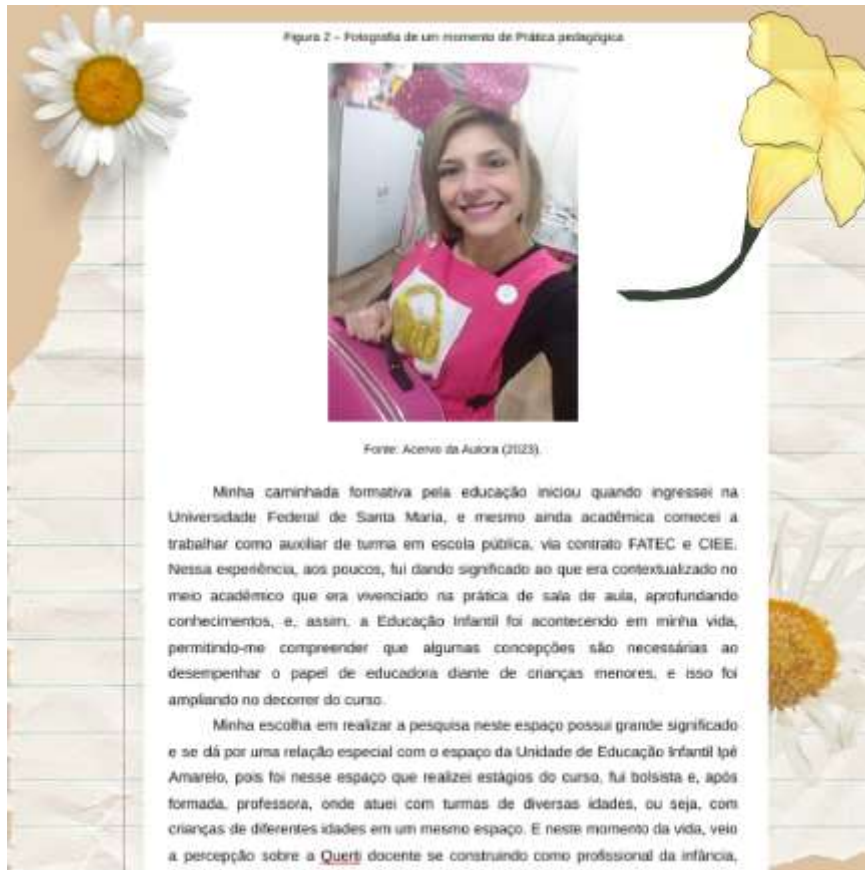 Figura 2 – Fotografia de um momento de Prática pedagógica
Fonte: Acervo da Autora (2023).
Minha caminhada formativa pela educação iniciou quando ingressei na
Universidade Federal de Santa Maria, e mesmo ainda acadêmica comecei a
trabalhar como auxiliar de turma em escola pública, via contrato FATEC e CIEE.
Nessa experiência, aos poucos, fui dando significado ao que era contextualizado no
meio acadêmico que era vivenciado na prática de sala de aula, aprofundando
conhecimentos, e, assim, a Educação Infantil foi acontecendo em minha vida,
permitindo-me compreender que algumas concepções são necessárias ao
desempenhar o papel de educadora diante de crianças menores, e isso foi
ampliando no decorrer do curso.
Minha escolha em realizar a pesquisa neste espaço possui grande significado
e se dá por uma relação especial com o espaço da Unidade de Educação Infantil Ipê
Amarelo, pois foi nesse espaço que realizei estágios do curso, fui bolsista e, após
formada, professora, onde atuei com turmas de diversas idades, ou seja, com
crianças de diferentes idades em um mesmo espaço. E neste momento da vida, veio
a percepção sobre a Querti docente se construindo como profissional da infância,